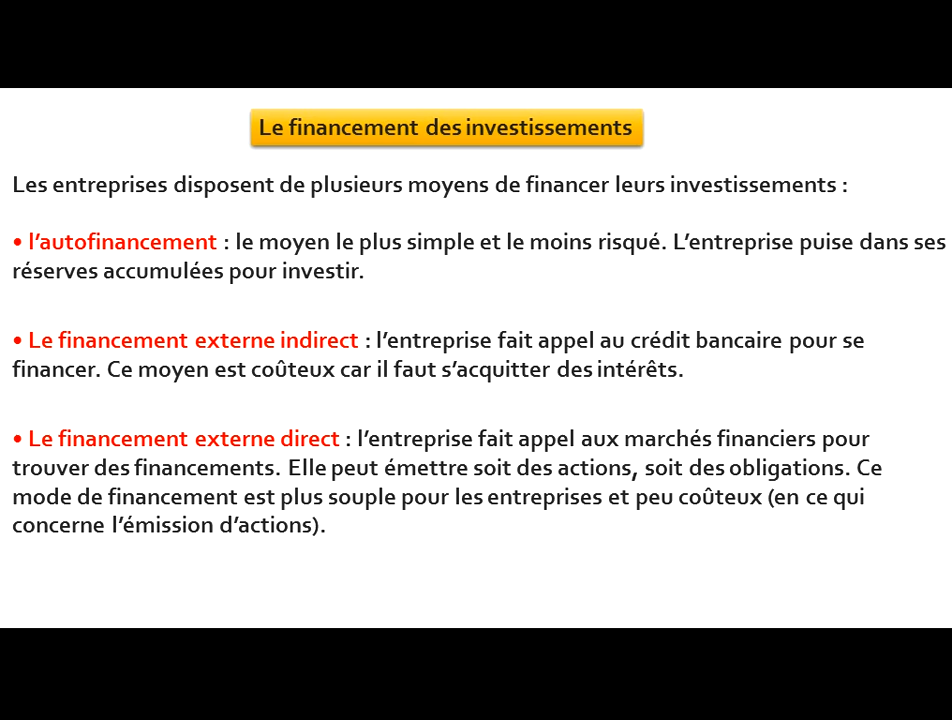 Le financement des investissements
Les entreprises disposent de plusieurs moyens de financer leurs investissements :
• l’autofinancement : le moyen le plus simple et le moins risqué. L’entreprise puise dans ses
réserves accumulées pour investir.
• Le financement externe indirect : l’entreprise fait appel au crédit bancaire pour se
financer. Ce moyen est coûteux car il faut s’acquitter des intérêts.
• Le financement externe direct : l’entreprise fait appel aux marchés financiers pour
trouver des financements. Elle peut émettre soit des actions, soit des obligations. Ce
mode de financement est plus souple pour les entreprises et peu coûteux (en ce qui
concerne l’émission d’actions).